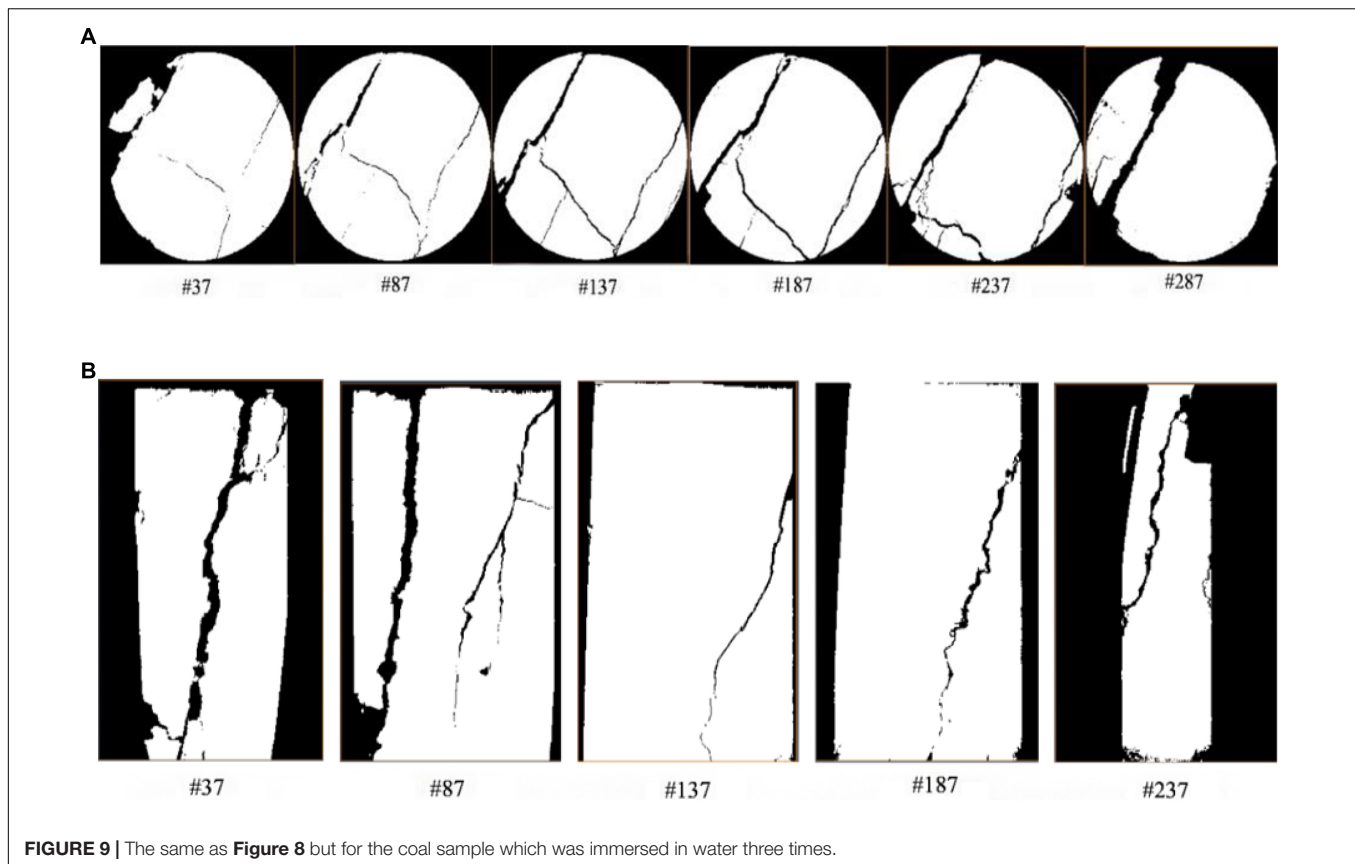 A
#37 #87 #137 #187 #237 #287
B
#37 #87 #137 #187 #237
FIGURE 9 | The same as Figure 8 but for the coal sample which was immersed in water three times.